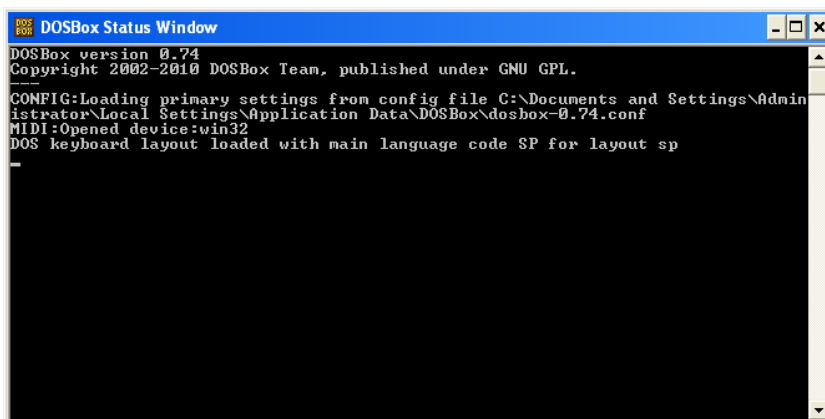 DOS BOX DOSBox Status Window
DOSBox version 0.74
Copyright 2002-2010 DOSBox Team, published under GNU GPL.
---
CONFIG:Loading primary settings from config file C:\Documents and Settings\Admin
istrator\Local Settings\Application Data\DOSBox\dosbox-0.74.conf
MIDI:Opened device:win32
DOS keyboard layout loaded with main language code SP for layout sp